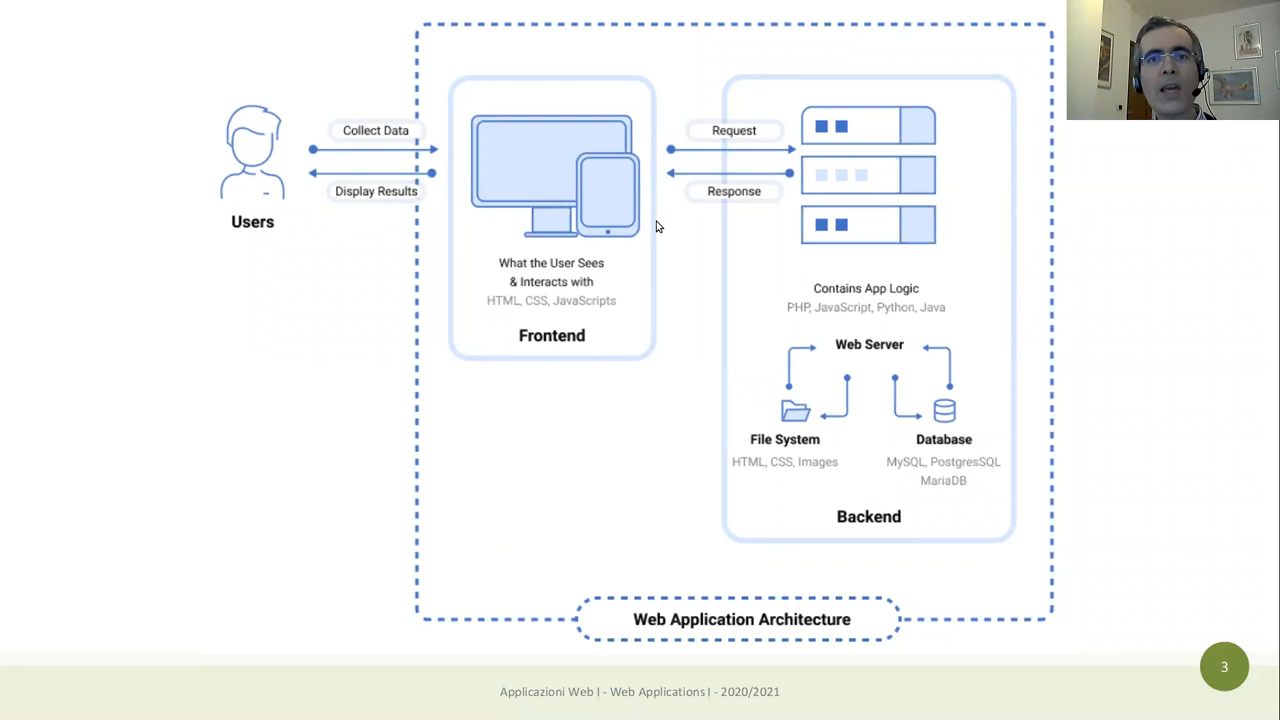 Collect Data
Display Results
Users
What the User Sees
& Interacts with
HTML, CSS, JavaScripts
Frontend
Request
Response
Contains App Logic
PHP, JavaScript, Python, Java
Web Server
File System
HTML, CSS, Images
Database
MySQL, PostgresSQL
MariaDB
Backend
Web Application Architecture
3
Applicazioni Web I - Web Applications I - 2020/2021